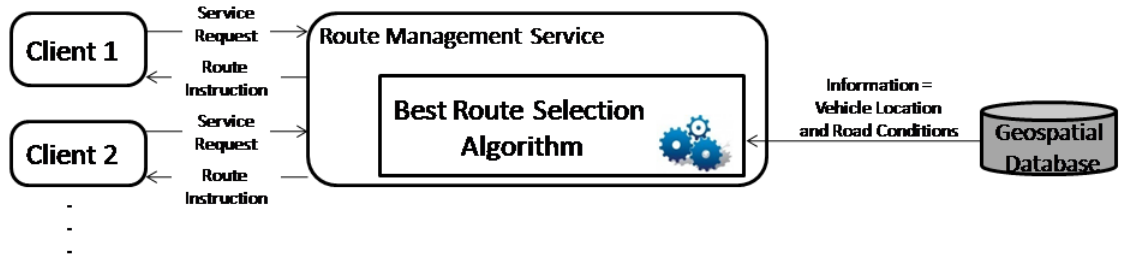 Client 1
Service
Request
Route
Instruction
Client 2
Service
Request
Route
Instruction
Route Management Service
Best Route Selection
Algorithm
Information =
Vehicle Location
and Road Conditions
Geospatial
Database